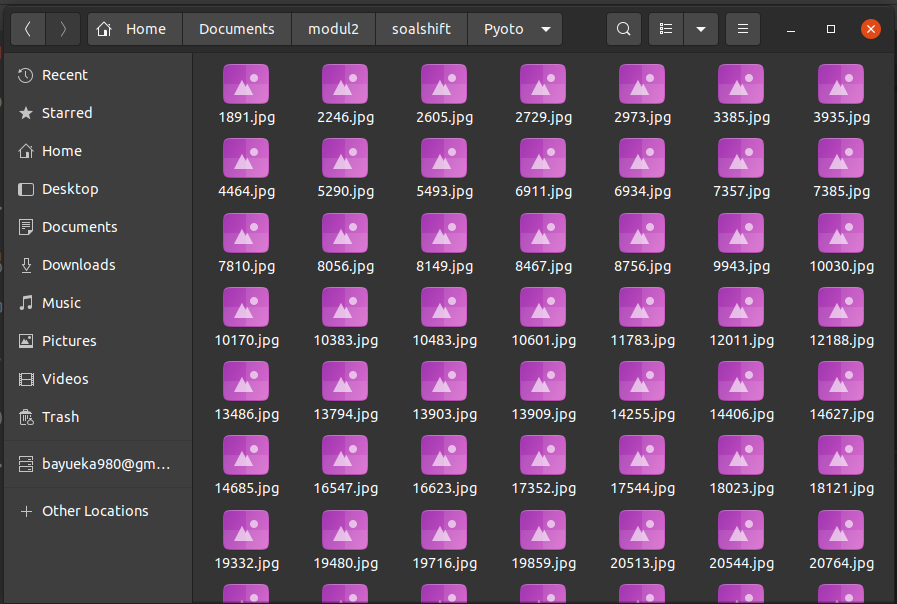 Home Documents modul2 soalshift Pyoto
Recent
Starred
Home
Desktop
Documents
Downloads
Music
Pictures
Videos
Trash
bayueka980@gm...
Other Locations
1891.jpg 2246.jpg 2605.jpg 2729.jpg 2973.jpg 3385.jpg 3935.jpg
4464.jpg 5290.jpg 5493.jpg 6911.jpg 6934.jpg 7357.jpg 7385.jpg
7810.jpg 8056.jpg 8149.jpg 8467.jpg 8756.jpg 9943.jpg 10030.jpg
10170.jpg 10383.jpg 10483.jpg 10601.jpg 11783.jpg 12011.jpg 12188.jpg
13486.jpg 13794.jpg 13903.jpg 13909.jpg 14255.jpg 14406.jpg 14627.jpg
14685.jpg 16547.jpg 16623.jpg 17352.jpg 17544.jpg 18023.jpg 18121.jpg
19332.jpg 19480.jpg 19716.jpg 19859.jpg 20513.jpg 20544.jpg 20764.jpg